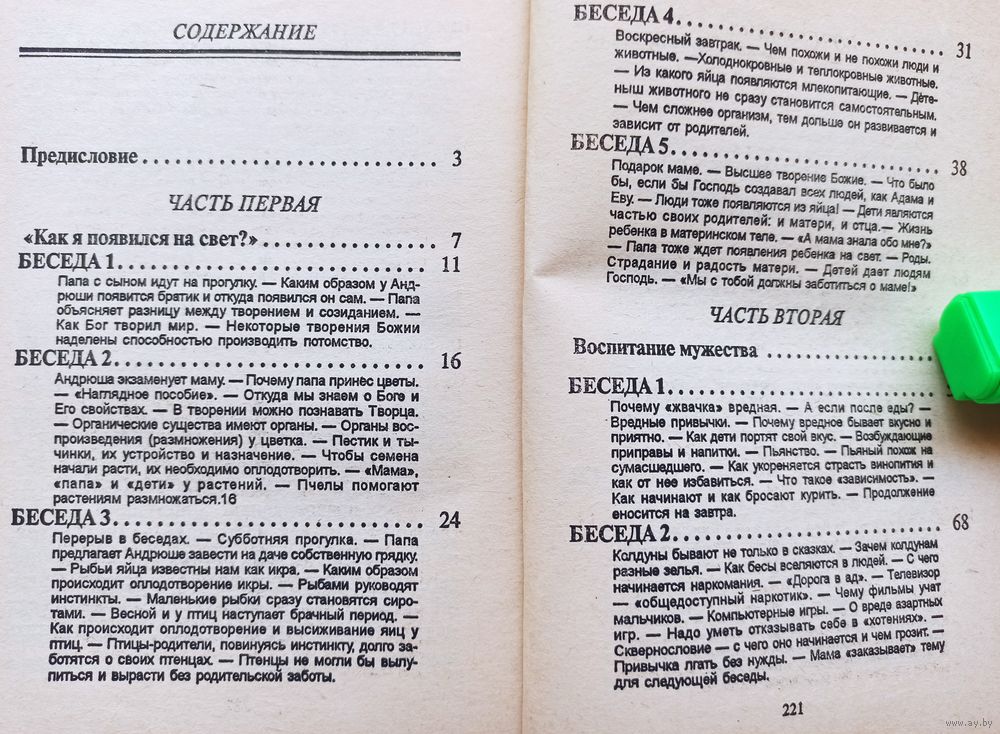 СОДЕРЖАНИЕ
Предисловие ........................ 3
ЧАСТЬ ПЕРВАЯ
«Как я появился на свет?» ................ 7
БЕСЕДА 1 ........................ 11
Папа с сыном идут на прогулку. — Каким образом у Анд-
рюши появится братик и откуда появился он сам. — Папа
объясняет разницу между творением и созиданием. —
Как Бог творил мир. — Некоторые творения Божии
наделены способностью производить потомство.
БЕСЕДА 2 ........................ 16
Андрюша экзаменует маму. — Почему папа принес цветы.
— «Наглядное пособие». — Откуда мы знаем о Боге и
Его свойствах. — В творении можно познавать Творца.
— Органические существа имеют органы. — Органы вос-
произведения (размножения) у цветка. — Пестик и ты-
чинки, их устройство и назначение. — Чтобы семена
начали расти, их необходимо оплодотворить. — «Мама»,
«папа» и «дети» у растений. — Пчелы помогают
растениям размножаться.16
БЕСЕДА 3 ........................ 24
Перерыв в беседах. — Субботняя прогулка. — Папа
предлагает Андрюше завести на даче собственную грядку.
— Рыбьи яйца известны нам как икра. — Каким образом
происходит оплодотворение икры. — Рыбами руководят
инстинкты. — Маленькие рыбки сразу становятся сиро-
тами. — Весной и у птиц наступает брачный период. —
Как происходит оплодотворение и высиживание яиц у
птиц. — Птицы-родители, повинуясь инстинкту, долго за-
ботятся о своих птенцах. — Птенцы не могли бы вылу-
питься и вырасти без родительской заботы.
БЕСЕДА 4 ........................ 31
Воскресный завтрак. — Чем похожи и не похожи люди и
животные. —Холоднокровные и теплокровные животные.
— Из какого яйца появляются млекопитающие. — Дете-
ныш животного не сразу становится самостоятельным.
— Чем сложнее организм, тем дольше он развивается и
зависит от родителей.
БЕСЕДА 5 ........................ 38
Подарок маме. — Высшее творение Божие. — Что было
бы, если бы Господь создавал всех людей, как Адама и
Еву. — Люди тоже появляются из яйца! — Дети являются
частью своих родителей: и матери, и отца.— Жизнь
ребенка в материнском теле. — «А мама знала обо мне?»
— Папа тоже ждет появления ребенка на свет. — Роды.
Страдание и радость матери. — Детей дает людям
Господь. — «Мы с тобой должны заботиться о маме!»
ЧАСТЬ ВТОРАЯ
Воспитание мужества ................
БЕСЕДА 1 ........................
Почему «жвачка» вредная. — А если после еды? —
Вредные привычки. — Почему вредное бывает вкусно и
приятно. — Как дети портят свой вкус. — Возбуждающие
приправы и напитки. — Пьянство. — Пьяный похож на
сумасшедшего. — Как укореняется страсть винопития и
как от нее избавиться. — Что такое «зависимость». —
Как начинают и как бросают курить. — Продолжение
вносится на завтра.
БЕСЕДА 2 ........................ 68
Колдуны бывают не только в сказках. — Зачем колдунам
разные зелья. — Как бесы вселяются в людей. — С чего
начинается наркомания. — «Дорога в ад». — Телевизор
— «общедоступный наркотик». — Чему фильмы учат
мальчиков. — Компьютерные игры. — О вреде азартных
игр. — Надо уметь отказывать себе в «хотениях». —
Сквернословие — с чего оно начинается и чем грозит. —
Привычка лгать без нужды. — Мама «заказывает» тему
для следующей беседы.
221
www.ay.by